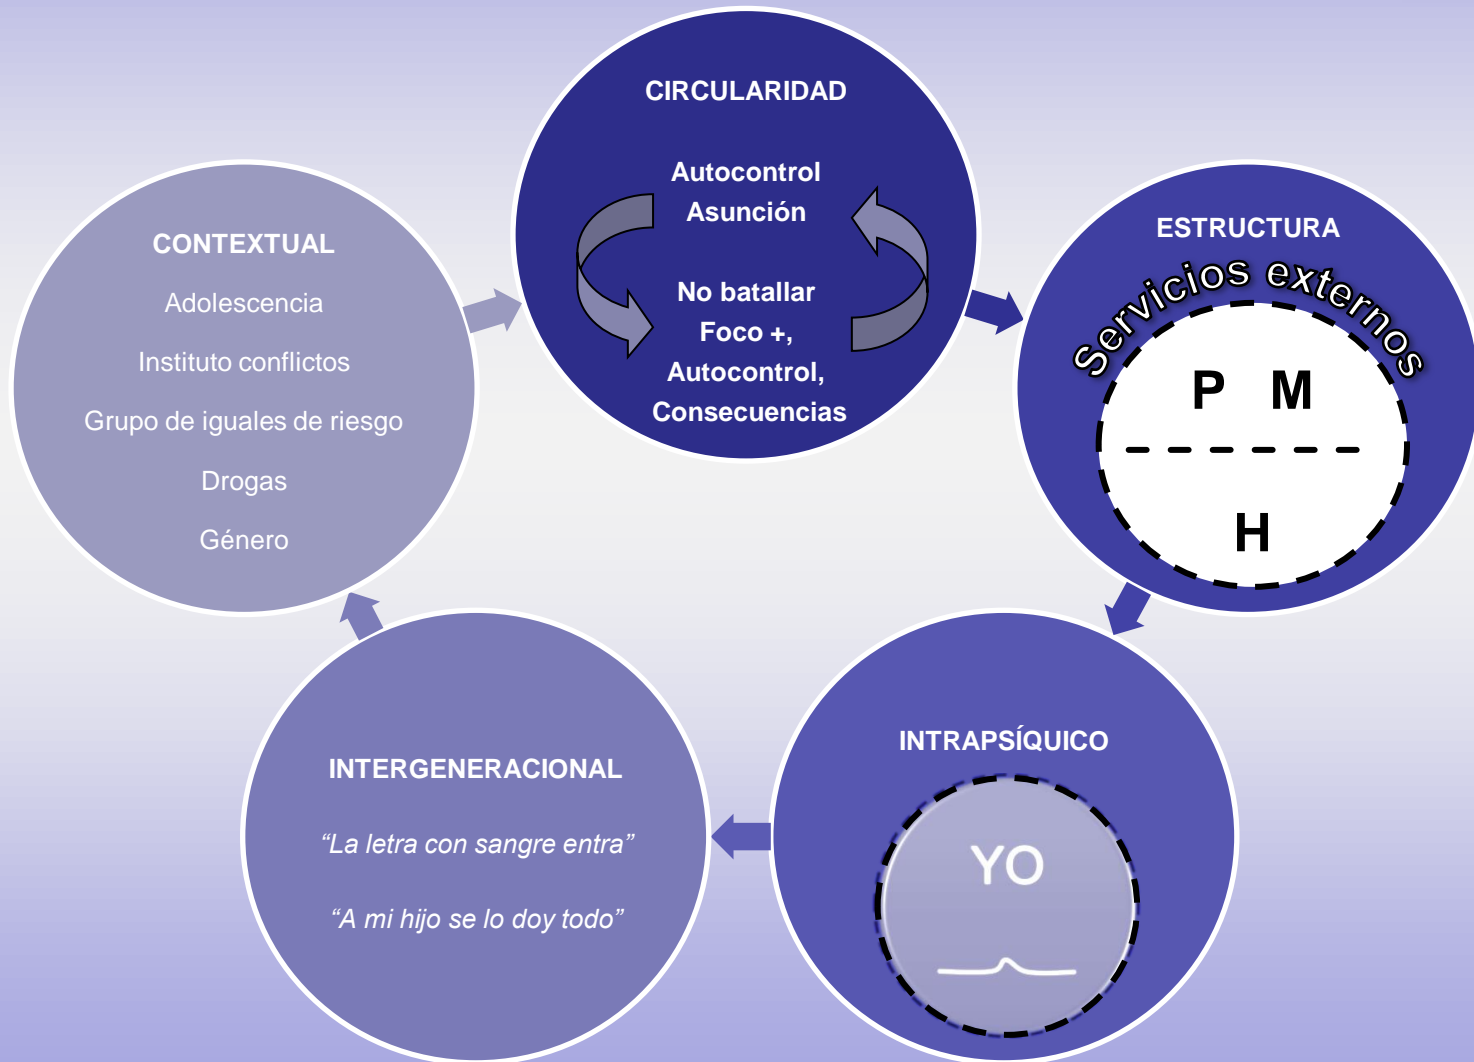 CIRCULARIDAD
Autocontrol
Asunción
No batallar
Foco +,
Autocontrol,
Consecuencias
ESTRUCTURA
Servicios externos
P M
H
INTRAPSÍQUICO
YO
INTERGENERACIONAL
“La letra con sangre entra”
“A mi hijo se lo doy todo”
CONTEXTUAL
Adolescencia
Instituto conflictos
Grupo de iguales de riesgo
Drogas
Género